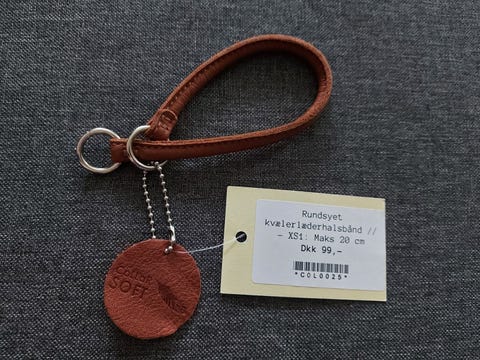 Rundsyet
kvælerlæderhalsbånd //
- XS1: Maks 20 cm
Dkk 99,-
*COL0025*
SOFT